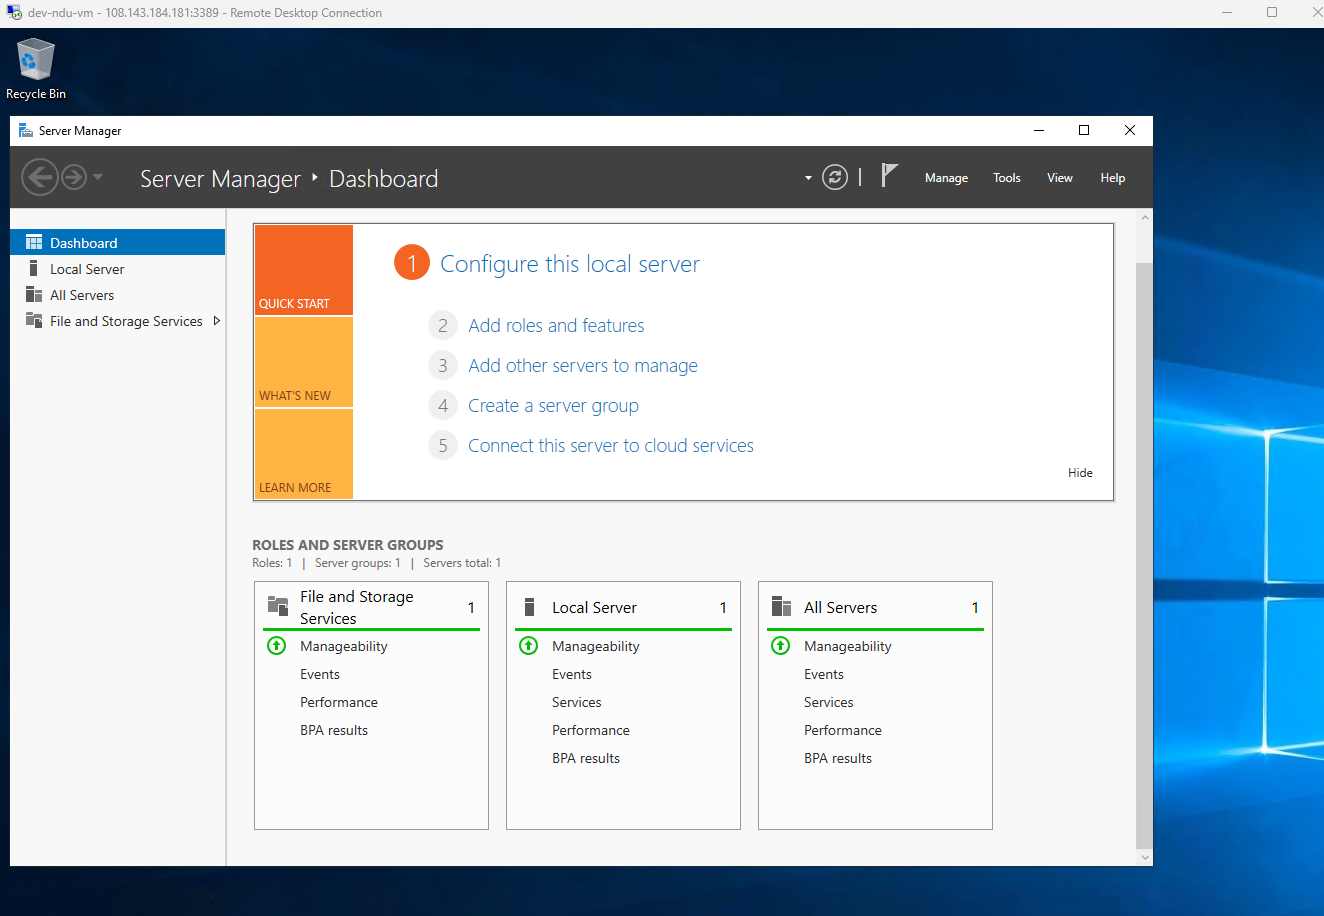 dev-ndu-vm - 108.143.184.181:3389 - Remote Desktop Connection
Recycle Bin
Server Manager
Server Manager ‣ Dashboard
Manage Tools View Help
Dashboard
Local Server
All Servers
File and Storage Services
QUICK START
WHAT'S NEW
LEARN MORE
1 Configure this local server
2 Add roles and features
3 Add other servers to manage
4 Create a server group
5 Connect this server to cloud services
Hide
ROLES AND SERVER GROUPS
Roles: 1 | Server groups: 1 | Servers total: 1
File and Storage
Services 1
Manageability
Events
Performance
BPA results
Local Server 1
Manageability
Events
Services
Performance
BPA results
All Servers 1
Manageability
Events
Services
Performance
BPA results